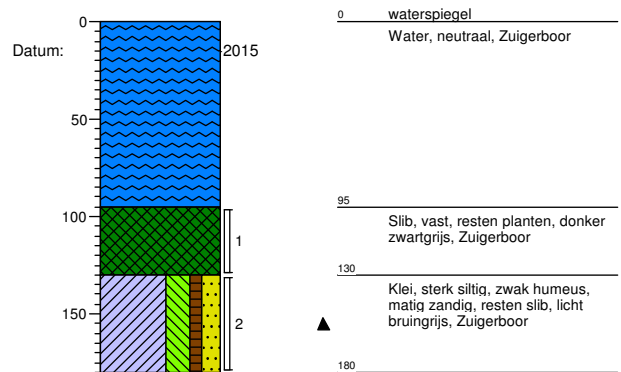 0 waterspiegel
Water, neutraal, Zuigerboor
Datum: 2015
0
50
100
150
1
2
95
Slib, vast, resten planten, donker
zwartgrijs, Zuigerboor
130
Klei, sterk siltig, zwak humeus,
matig zandig, resten slib, licht
bruingrijs, Zuigerboor
180